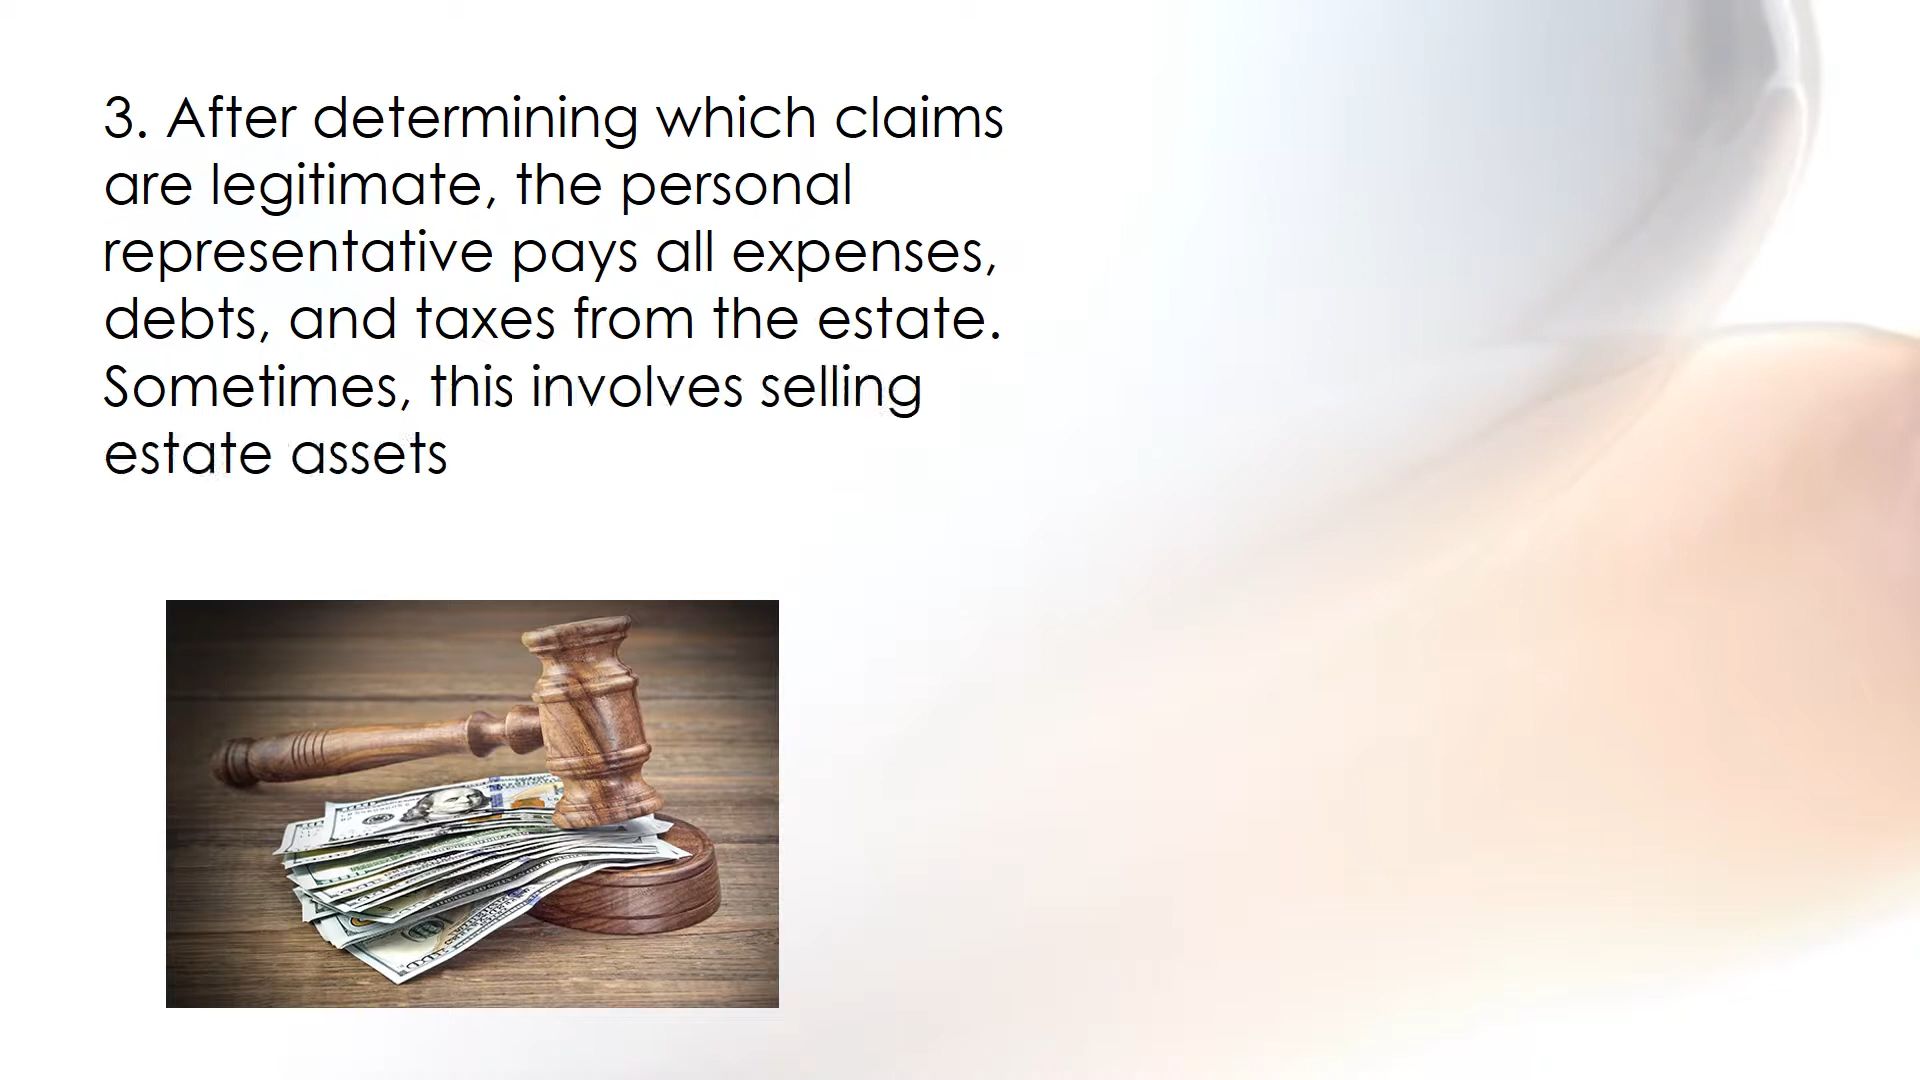 3. After determining which claims
are legitimate, the personal
representative pays all expenses,
debts, and taxes from the estate.
Sometimes, this involves selling
estate assets